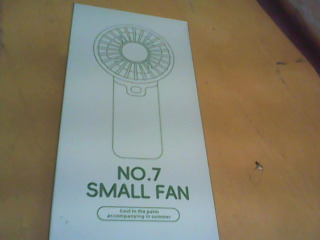 NO.7
SMALL FAN
Cool in the palm
accompanying in summer